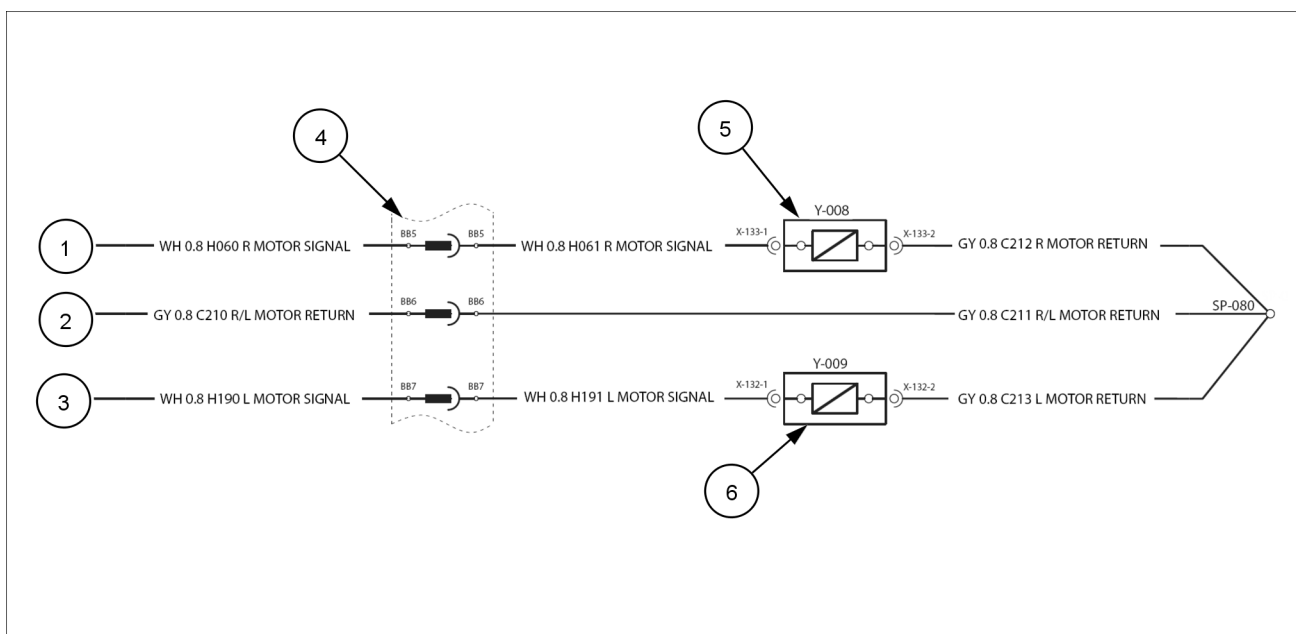 4
5
Y-008
1
WH 0.8 H060 R MOTOR SIGNAL
BB5
BB5
WH 0.8 H061 R MOTOR SIGNAL
X-133-1
X-133-2
GY 0.8 C212 R MOTOR RETURN
2
GY 0.8 C210 R/L MOTOR RETURN
BB6
BB6
GY 0.8 C211 R/L MOTOR RETURN
SP-080
Y-009
3
WH 0.8 H190 L MOTOR SIGNAL
BB7
BB7
WH 0.8 H191 L MOTOR SIGNAL
X-132-1
X-132-2
GY 0.8 C213 L MOTOR RETURN
6